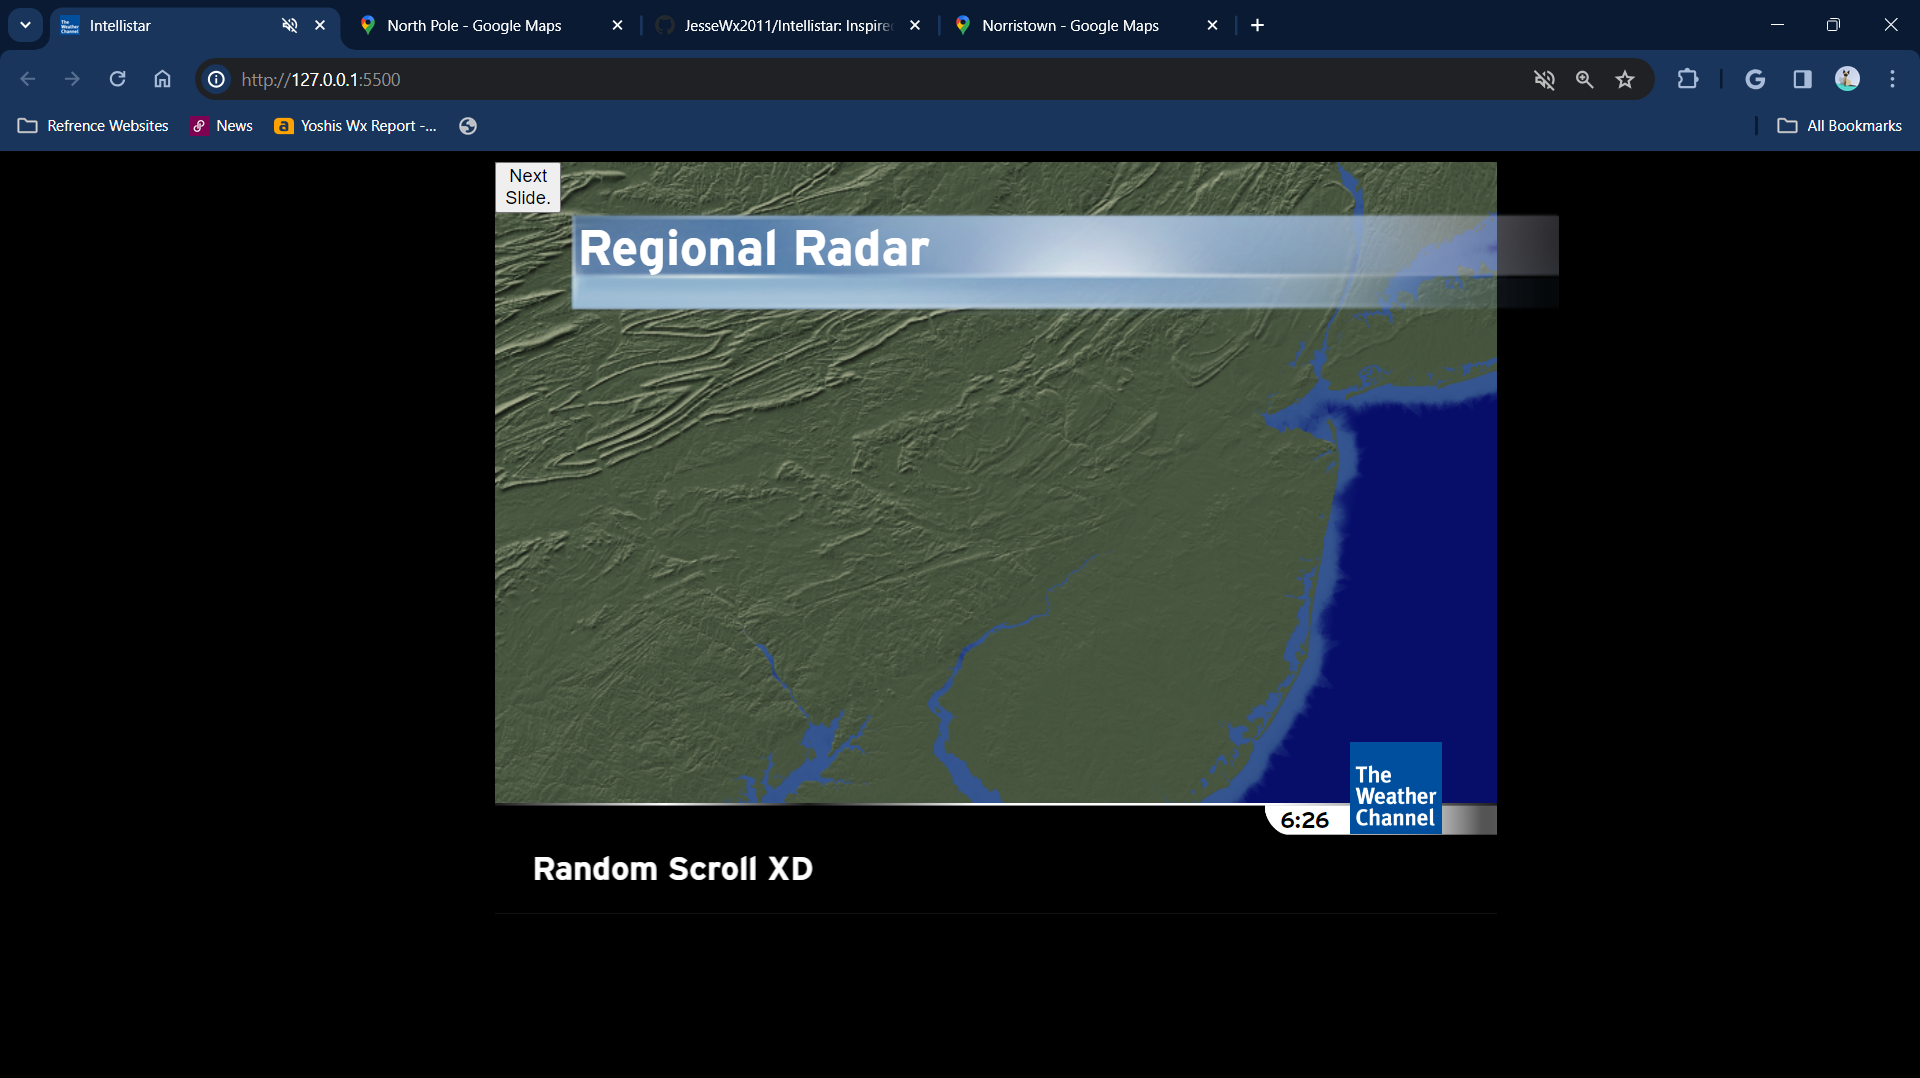 Intellistar
North Pole - Google Maps
JesseWx2011/Intellistar: Inspire
Norristown - Google Maps
http://127.0.0.1:5500
Refrence Websites
News
Yoshis Wx Report -...
All Bookmarks
Next
Slide.
Regional Radar
The
Weather
Channel
6:26
Random Scroll XD